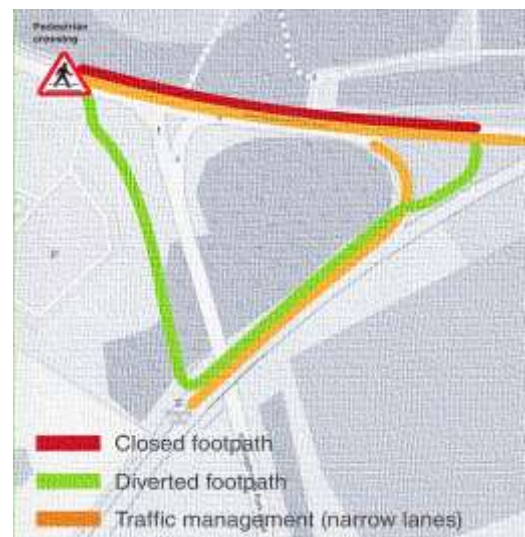 Pedestrian
crossing
P
Closed footpath
Diverted footpath
Traffic management (narrow lanes)